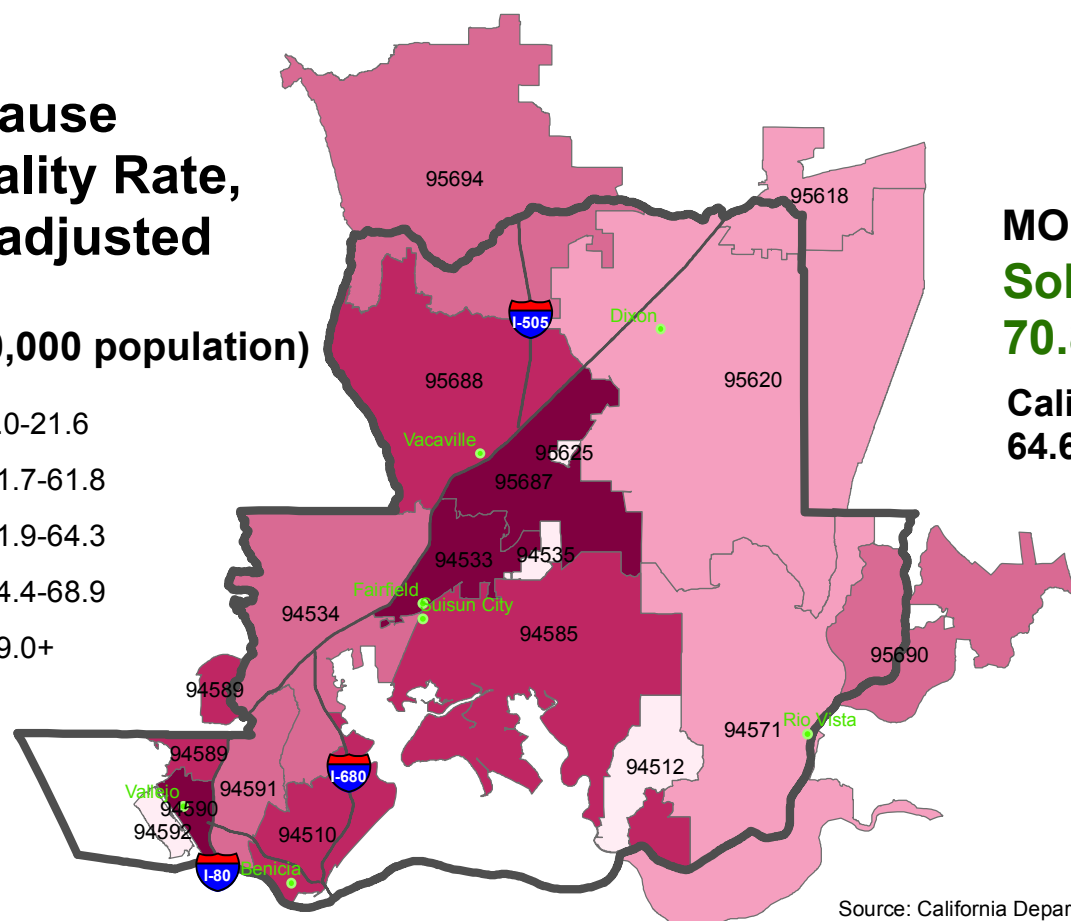 ause
ality Rate,
adjusted
0,000 population)
.0-21.6
1.7-61.8
1.9-64.3
4.4-68.9
9.0+
MO
Sol
70.
Cali
64.6
95694
95618
I-505
Dixon
95688
95620
Vacaville
95625
95687
94533
94535
Fairfield
Suisun City
94534
94585
95690
94589
94571
Rio Vista
94589
94512
I-680
94591
Vallejo
94590
94592
94510
I-80
Benicia
Source: California Depar